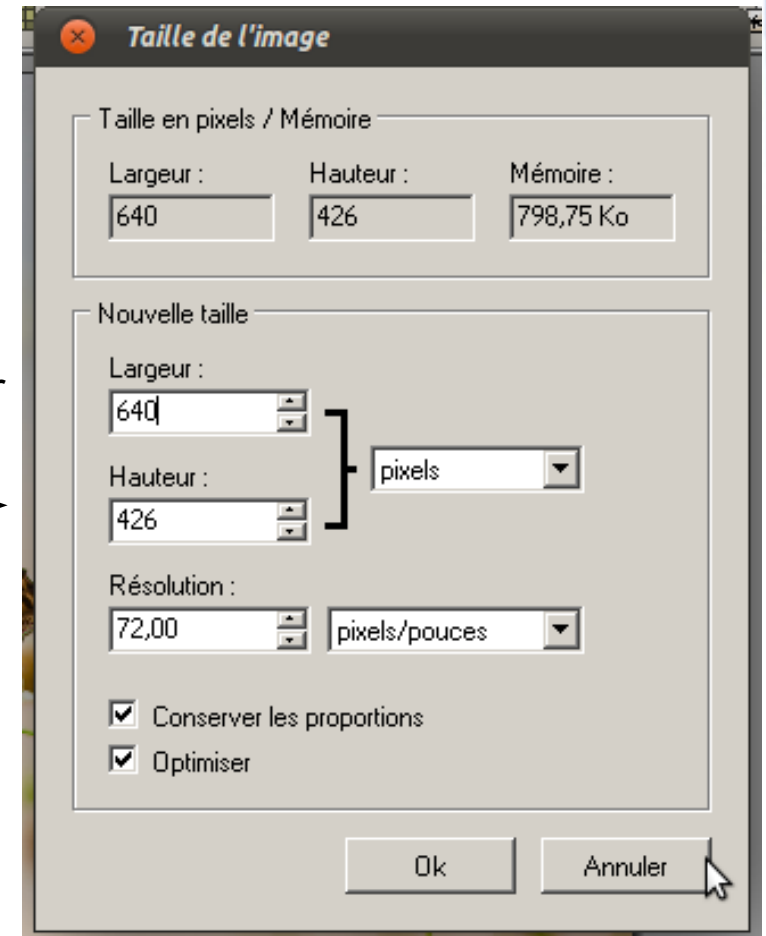 Taille de l'image
Taille en pixels / Mémoire
Largeur : Hauteur : Mémoire :
640 426 798,75 Ko
Nouvelle taille
Largeur :
640
pixels
Hauteur :
426
Résolution :
72,00 pixels/pouces
Conserver les proportions
Optimiser
Ok Annuler